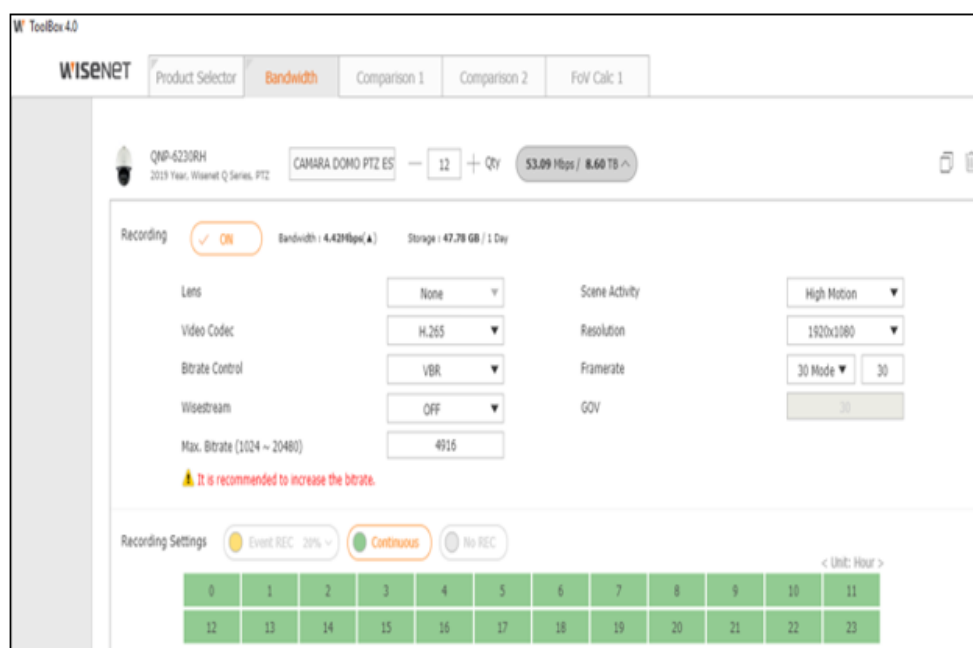 W ToolBox 4.0
WISENET Product Selector Bandwidth Comparison 1 Comparison 2 FoV Calc 1
QNP-6230RH
2019 Year, Wisenet Q Series, PTZ
CAMARA DOMO PTZ ES 12 Qty 53.09 Mbps / 8.60 TB
Recording ON Bandwidth : 4.42Mbps(▲) Storage : 47.78 GB / 1 Day
Lens None Scene Activity High Motion
Video Codec H.265 Resolution 1920x1080
Bitrate Control VBR Framerate 30 Mode 30
Wisestream OFF GOV 30
Max. Bitrate (1024 ~ 20480) 4916
It is recommended to increase the bitrate.
Recording Settings Event REC 20% Continuous No REC
< Unit: Hour >
0 1 2 3 4 5 6 7 8 9 10 11
12 13 14 15 16 17 18 19 20 21 22 23